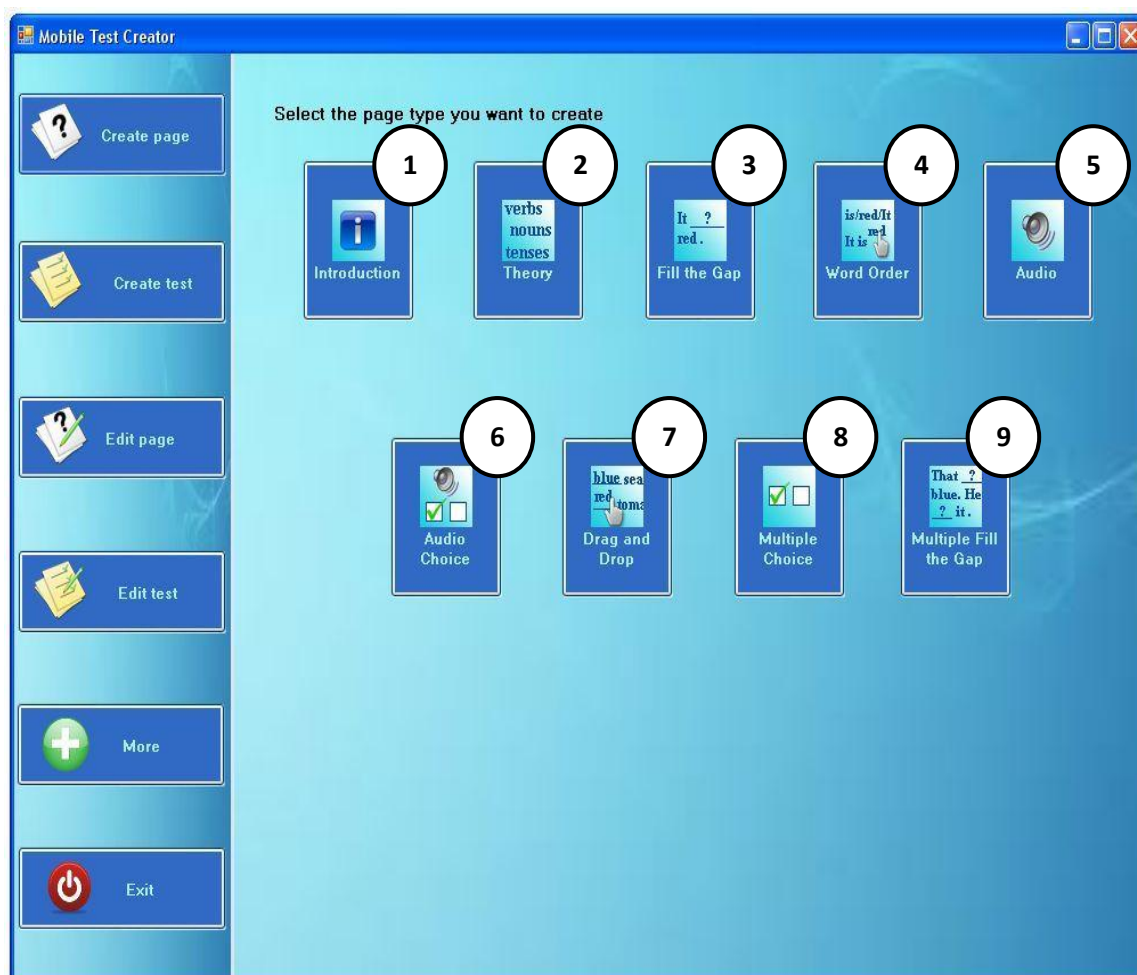 Mobile Test Creator
Create page
Create test
Edit page
Edit test
More
Exit
Select the page type you want to create
1
2
3
4
5
verbs
nouns
tenses
It ? 
red.
is/red/It
It is red
Introduction
Theory
Fill the Gap
Word Order
Audio
6
7
8
9
blue sea
red toma
That ?
blue. He
? it.
Audio
Choice
Drag and
Drop
Multiple
Choice
Multiple Fill
the Gap